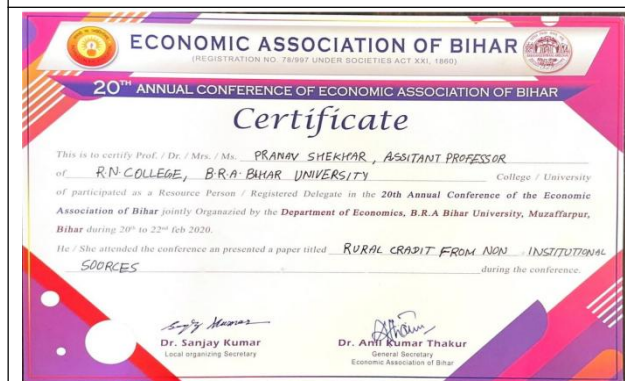 ECONOMIC ASSOCIATION OF BIHAR
(REGISTRATION NO. 78/997 UNDER SOCIETIES ACT XXI, 1860)
20TH ANNUAL CONFERENCE OF ECONOMIC ASSOCIATION OF BIHAR
Certificate
This is to certify Prof. / Dr. / Mrs. / Ms. PRANAV SHEKHAR, ASSITANT PROFESSOR
of R.N. COLLEGE, B.R.A. BIHAR UNIVERSITY College / University
of participated as a Resource Person / Registered Delegate in the 20th Annual Conference of the Economic
Association of Bihar jointly Organazied by the Department of Economics, B.R.A Bihar University, Muzaffarpur,
Bihar during 20th to 22nd feb 2020.
He / She attended the conference an presented a paper titled RURAL CRADIT FROM NON INSTITUTIONAL
SOORCES during the conference.
Dr. Sanjay Kumar
Local organizing Secretary
Dr. Anil Kumar Thakur
General Secretary
Economic Association of Bihar